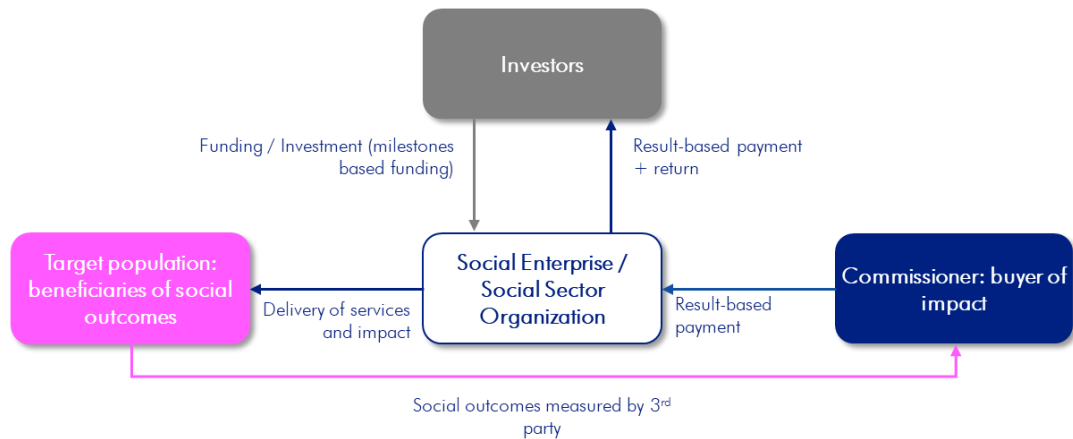 Investors
Funding / Investment (milestones
based funding)
Result-based payment
+ return
Target population:
beneficiaries of social
outcomes
Delivery of services
and impact
Social Enterprise /
Social Sector
Organization
Result-based
payment
Commissioner: buyer of
impact
Social outcomes measured by 3rd
party